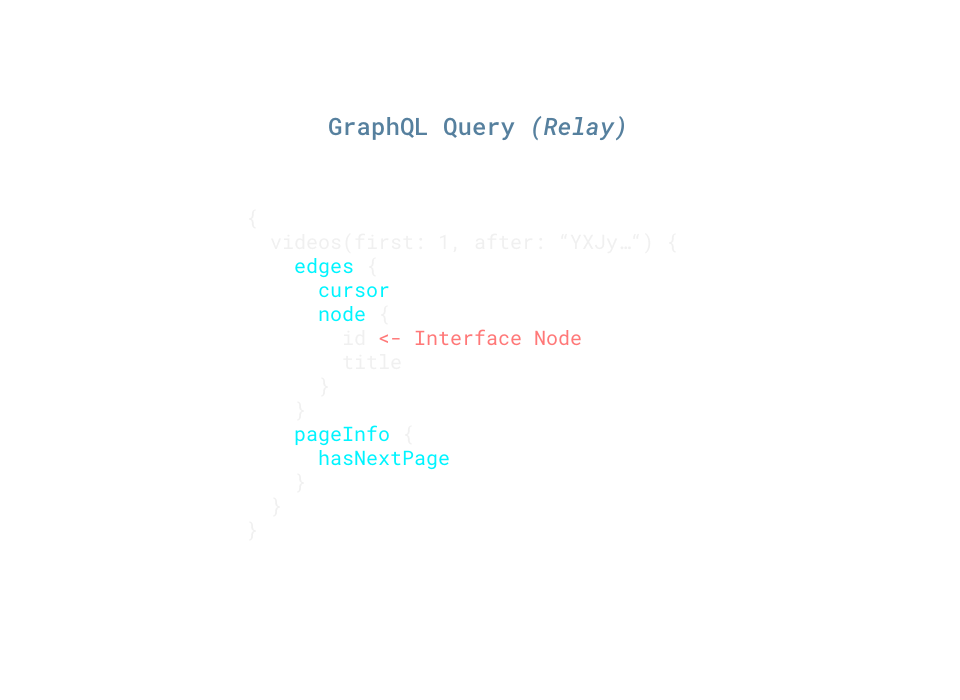 GraphQL Query (Relay)
{
  videos(first: 1, after: “YXJy…”) {
    edges {
      cursor
      node {
        id <- Interface Node
        title
      }
    }
    pageInfo {
      hasNextPage
    }
  }
}